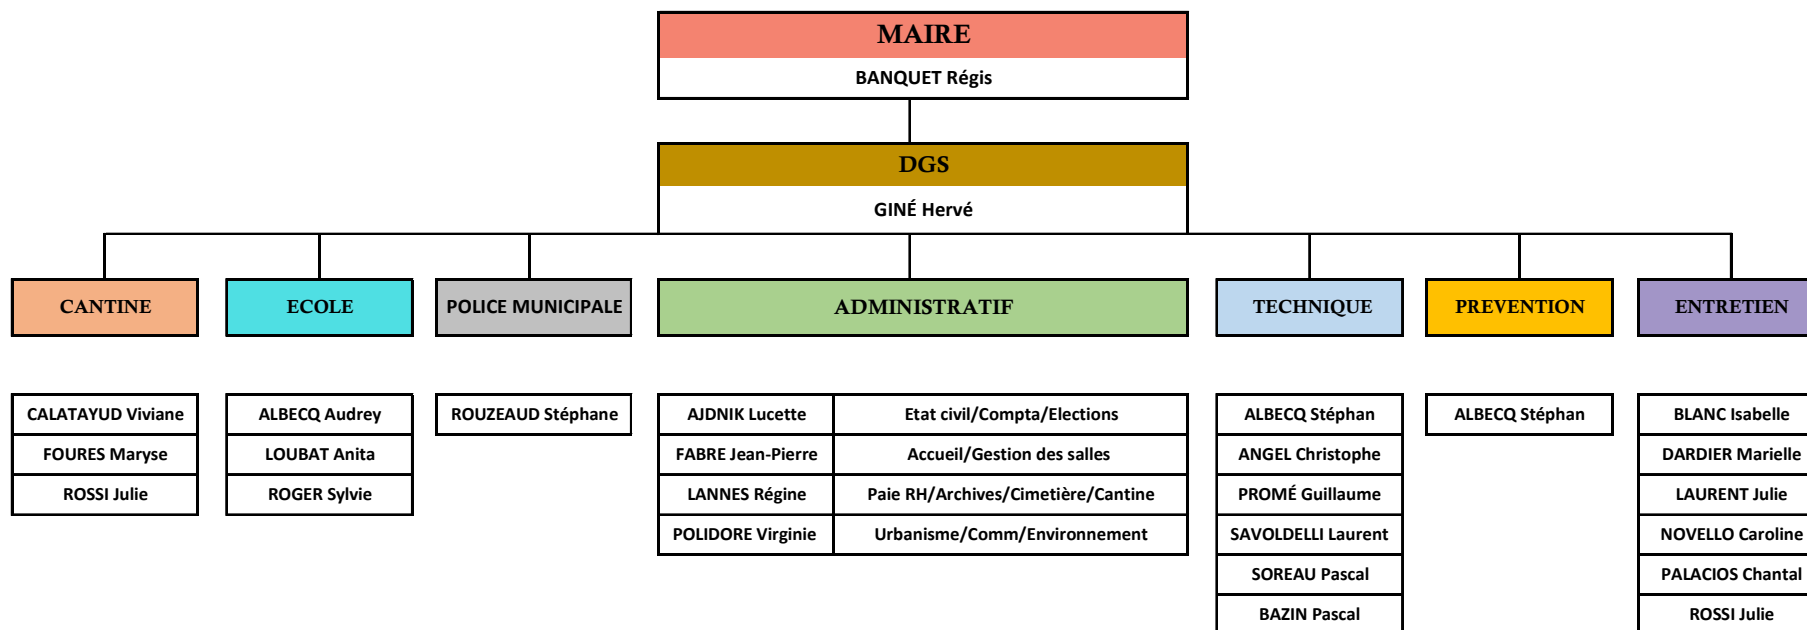 MAIRE
BANQUET Régis
DGS
GINÉ Hervé
CANTINE
ECOLE
POLICE MUNICIPALE
ADMINISTRATIF
TECHNIQUE
PREVENTION
ENTRETIEN
CALATAYUD Viviane
FOURES Maryse
ROSSI Julie
ALBECQ Audrey
LOUBAT Anita
ROGER Sylvie
ROUZEAUD Stéphane
AJDNIK Lucette Etat civil/Compta/Elections
FABRE Jean-Pierre Accueil/Gestion des salles
LANNES Régine Paie RH/Archives/Cimetière/Cantine
POLIDORE Virginie Urbanisme/Comm/Environnement
ALBECQ Stéphan
ANGEL Christophe
PROMÉ Guillaume
SAVOLDELLI Laurent
SOREAU Pascal
BAZIN Pascal
ALBECQ Stéphan
BLANC Isabelle
DARDIER Marielle
LAURENT Julie
NOVELLO Caroline
PALACIOS Chantal
ROSSI Julie